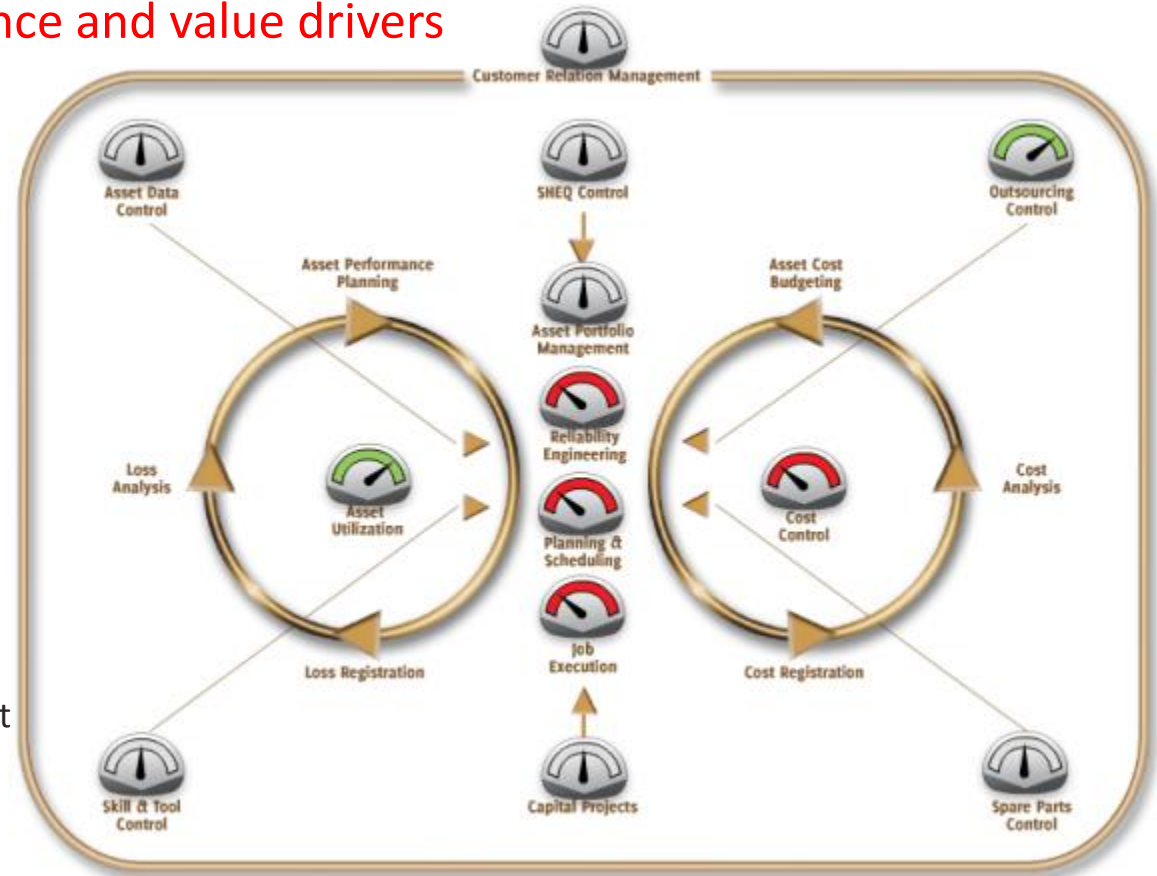 nce and value drivers
Customer Relation Management
Asset Data
Control
SHEQ Control
Outsourcing
Control
Asset Performance
Planning
Asset Cost
Budgeting
Asset Portfolio
Management
Reliability
Engineering
Loss
Analysis
Asset
Utilization
Cost
Control
Cost
Analysis
Planning &
Scheduling
Job
Execution
Loss Registration
Cost Registration
t
Skill & Tool
Control
Capital Projects
Spare Parts
Control